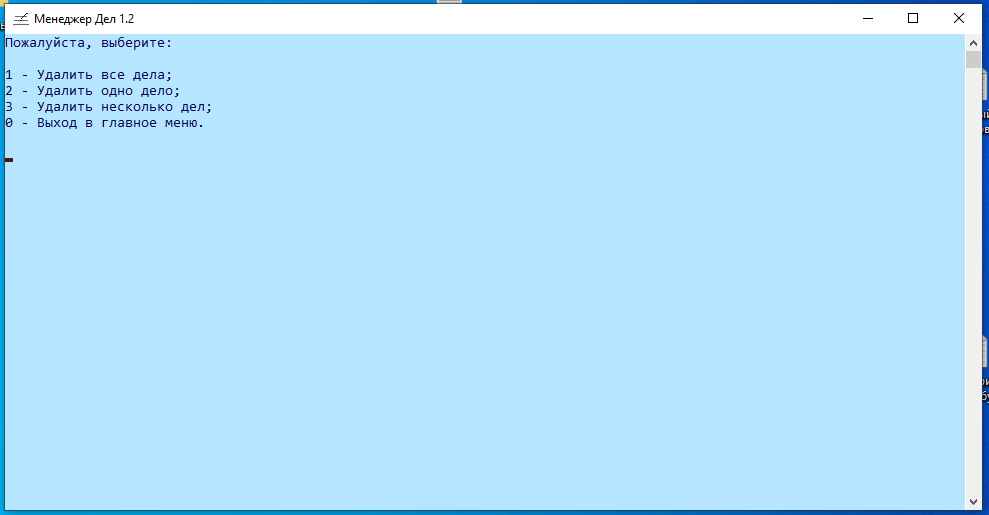 Менеджер Дел 1.2
Пожалуйста, выберите:
1 - Удалить все дела;
2 - Удалить одно дело;
3 - Удалить несколько дел;
0 - Выход в главное меню.